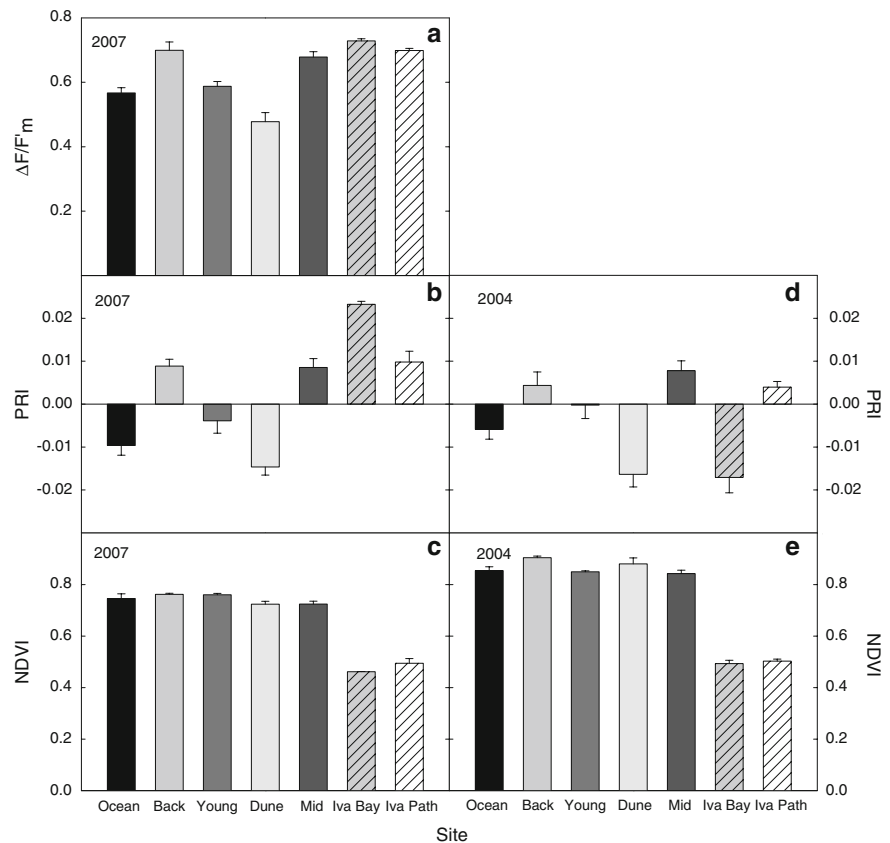 0.8
2007
a
0.6
0.4
0.2
ΔF/F'm
2007
b
0.02
0.01
0.00
-0.01
-0.02
PRI
2004
d
0.02
0.01
0.00
-0.01
-0.02
PRI
2007
c
0.8
0.6
0.4
0.2
0.0
NDVI
2004
e
0.8
0.6
0.4
0.2
0.0
NDVI
Ocean Back Young Dune Mid Iva Bay Iva Path
Ocean Back Young Dune Mid Iva Bay Iva Path
Site